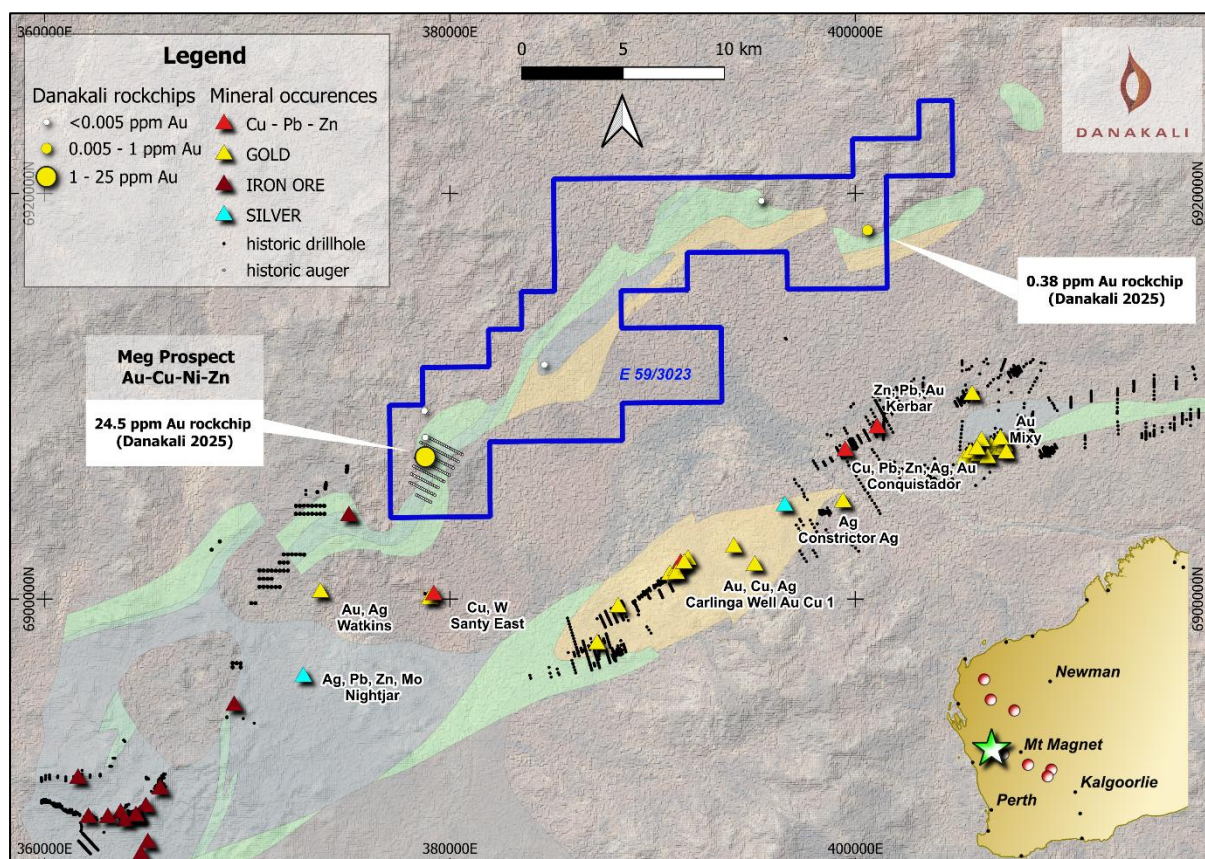 360000E
380000E
400000E
Legend
Danakali rockchips
<0.005 ppm Au
0.005 - 1 ppm Au
1 - 25 ppm Au
Mineral occurences
Cu - Pb - Zn
GOLD
IRON ORE
SILVER
historic drillhole
historic auger
0 5 10 km
DANAKALI
6920000N
6920000N
0.38 ppm Au rockchip
(Danakali 2025)
Meg Prospect
Au-Cu-Ni-Zn
24.5 ppm Au rockchip
(Danakali 2025)
E 59/3023
Zn, Pb, Au
Kerbar
Au
Mixy
Cu, Pb, Zn, Ag, Au
Conquistador
Ag
Constrictor Ag
Au, Cu, Ag
Carlinga Well Au Cu 1
Au, Ag
Watkins
Cu, W
Santy East
Ag, Pb, Zn, Mo
Nightjar
6900000N
6900000N
Newman
Mt Magnet
Kalgoorlie
Perth
360000E
380000E
400000E